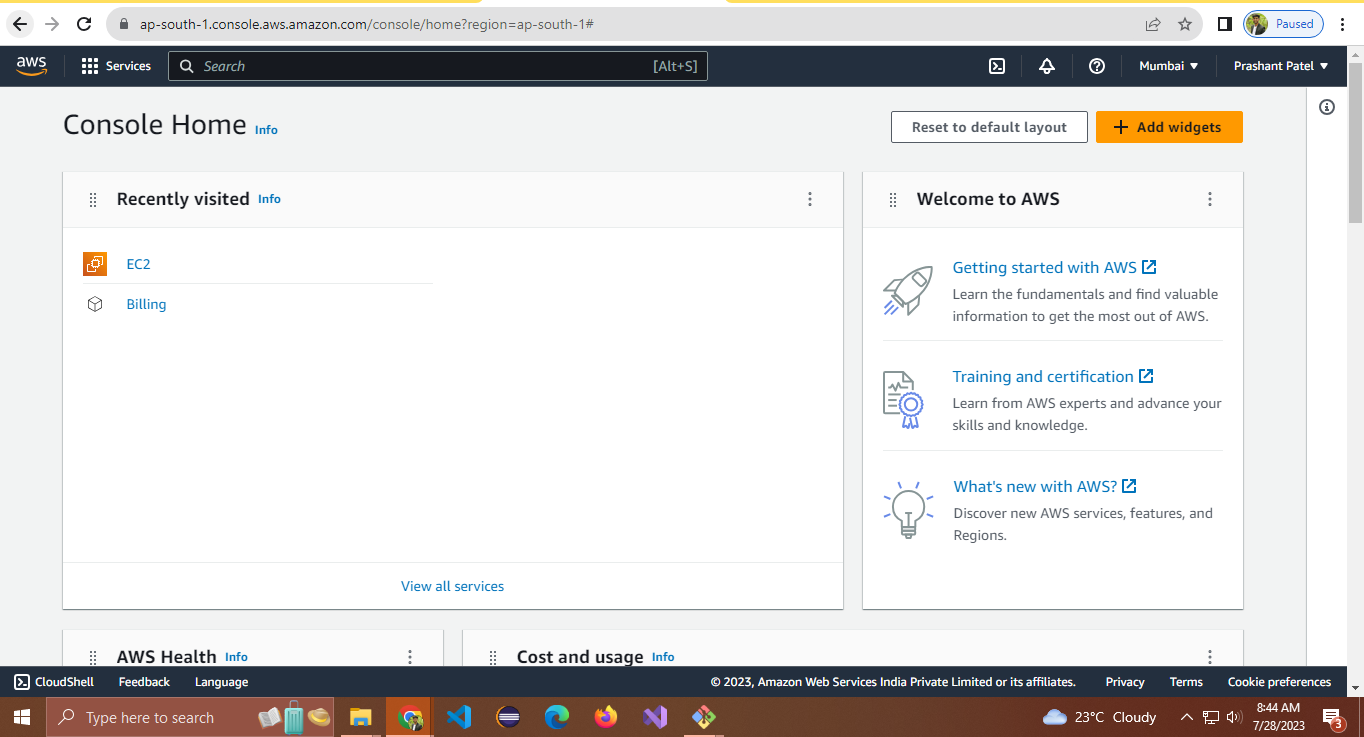 ap-south-1.console.aws.amazon.com/console/home?region=ap-south-1#
Paused
aws
Services
Search
[Alt+S]
Mumbai
Prashant Patel
Console Home
Info
Reset to default layout
Add widgets
Recently visited
Info
EC2
Billing
View all services
Welcome to AWS
Getting started with AWS
Learn the fundamentals and find valuable
information to get the most out of AWS.
Training and certification
Learn from AWS experts and advance your
skills and knowledge.
What's new with AWS?
Discover new AWS services, features, and
Regions.
AWS Health
Info
Cost and usage
Info
CloudShell
Feedback
Language
© 2023, Amazon Web Services India Private Limited or its affiliates.
Privacy
Terms
Cookie preferences
Type here to search
23°C Cloudy
8:44 AM
7/28/2023
3